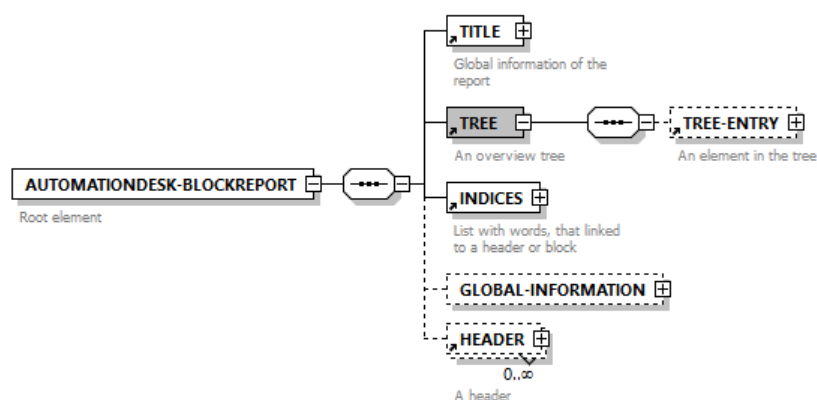 TITLE
Global information of the
report
TREE
An overview tree
TREE-ENTRY
An element in the tree
AUTOMATIONDESK-BLOCKREPORT
Root element
INDICES
List with words, that linked
to a header or block
GLOBAL-INFORMATION
HEADER
0..∞
A header